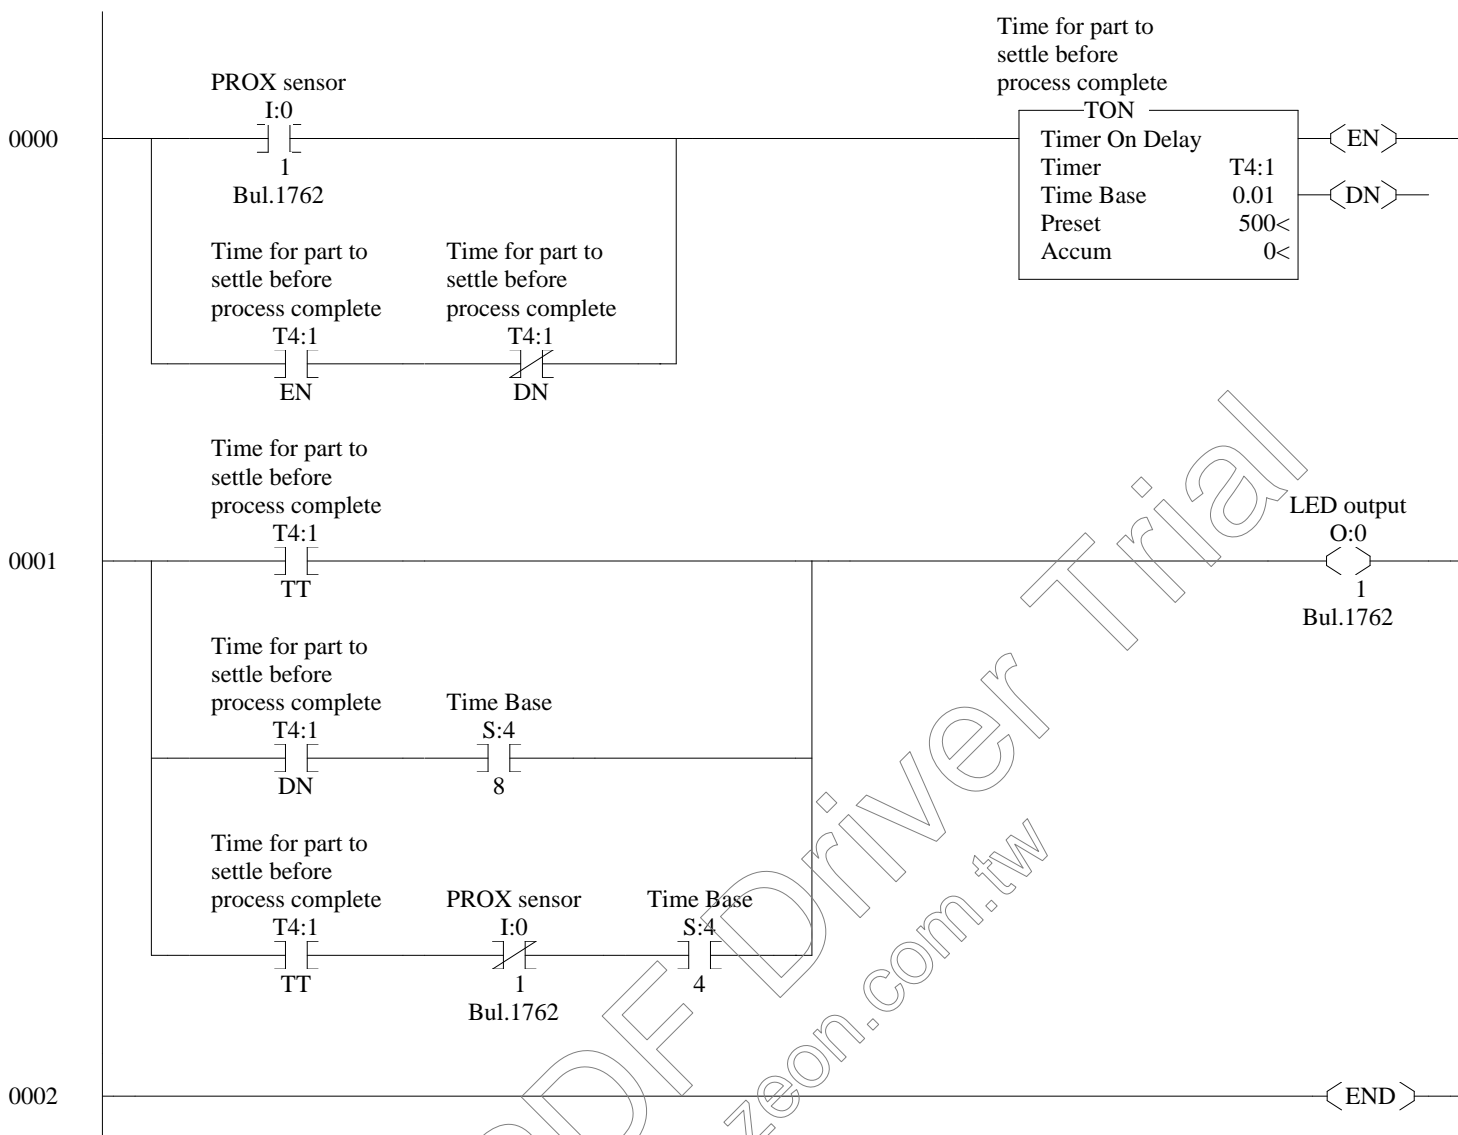 Time for part to
settle before
process complete
PROX sensor
I:0
TON
0000
Timer On Delay
EN
1
Timer T4:1
Bul.1762
Time Base 0.01
DN
Preset 500<
Accum 0<
Time for part to
settle before
process complete
T4:1
EN
Time for part to
settle before
process complete
T4:1
DN
Time for part to
settle before
process complete
T4:1
LED output
O:0
0001
TT
1
Bul.1762
Time for part to
settle before
process complete
T4:1
DN
Time Base
S:4
8
Time for part to
settle before
process complete
T4:1
TT
PROX sensor
I:0
1
Bul.1762
Time Base
S:4
4
0002
END
DF Driver Trial
zeon.com.tw